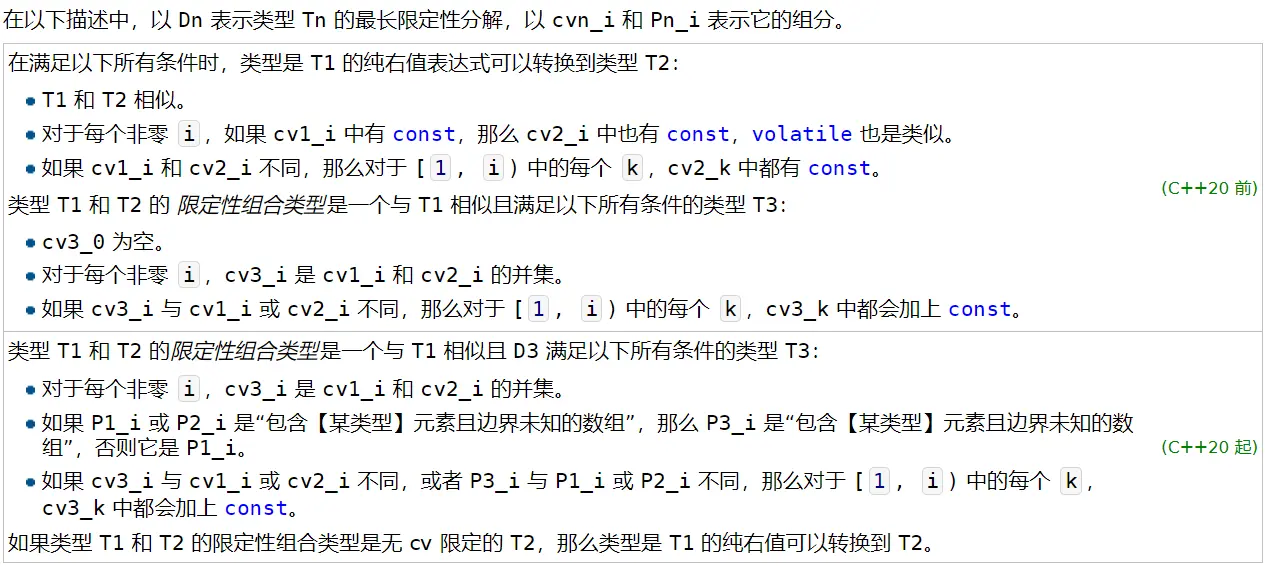 在以下描述中，以 Dn 表示类型 Tn 的最长限定性分解，以 cvn_i 和 Pn_i 表示它的组分。
在满足以下所有条件时，类型是 T1 的纯右值表达式可以转换到类型 T2：
T1 和 T2 相似。
对于每个非零 i，如果 cv1_i 中有 const，那么 cv2_i 中也有 const，volatile 也是类似。
如果 cv1_i 和 cv2_i 不同，那么对于 [1, i) 中的每个 k，cv2_k 中都有 const。
(C++20 前)
类型 T1 和 T2 的 限定性组合类型是一个与 T1 相似且满足以下所有条件的类型 T3：
cv3_0 为空。
对于每个非零 i，cv3_i 是 cv1_i 和 cv2_i 的并集。
如果 cv3_i 与 cv1_i 或 cv2_i 不同，那么对于 [1, i) 中的每个 k，cv3_k 中都会加上 const。
类型 T1 和 T2 的限定性组合类型是一个与 T1 相似且 D3 满足以下所有条件的类型 T3：
对于每个非零 i，cv3_i 是 cv1_i 和 cv2_i 的并集。
如果 P1_i 或 P2_i 是“包含【某类型】元素且边界未知的数组”，那么 P3_i 是“包含【某类型】元素且边界未知的数
组”，否则它是 P1_i。
(C++20 起)
如果 cv3_i 与 cv1_i 或 cv2_i 不同，或者 P3_i 与 P1_i 或 P2_i 不同，那么对于 [1, i) 中的每个 k，
cv3_k 中都会加上 const。
如果类型 T1 和 T2 的限定性组合类型是无 cv 限定的 T2，那么类型是 T1 的纯右值可以转换到 T2。